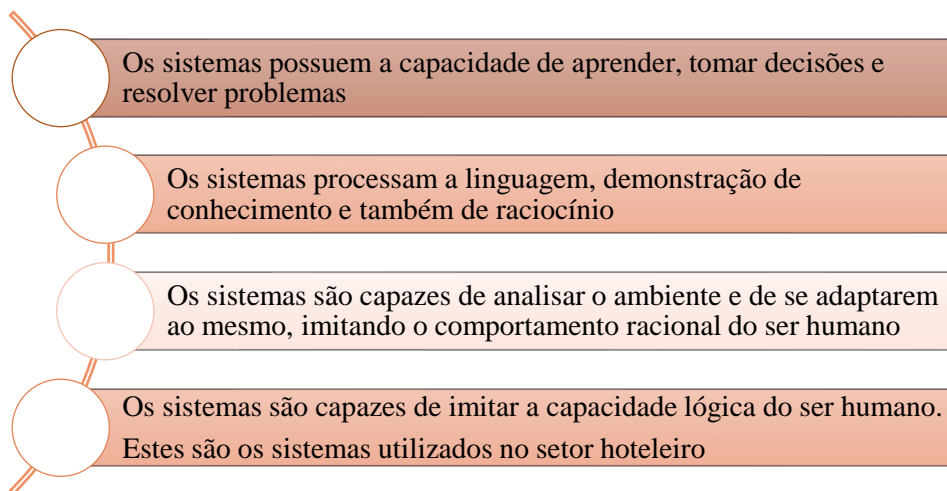 Os sistemas possuem a capacidade de aprender, tomar decisões e
resolver problemas
Os sistemas processam a linguagem, demonstração de
conhecimento e também de raciocínio
Os sistemas são capazes de analisar o ambiente e de se adaptarem
ao mesmo, imitando o comportamento racional do ser humano
Os sistemas são capazes de imitar a capacidade lógica do ser humano.
Estes são os sistemas utilizados no setor hoteleiro